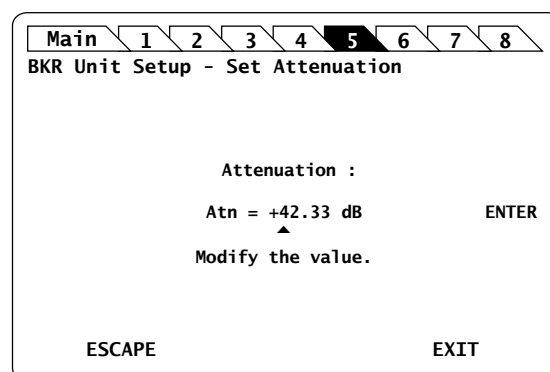 Main 1 2 3 4 5 6 7 8
BKR Unit Setup - Set Attenuation
Attenuation :
Atn = +42.33 dB ENTER
Modify the value.
ESCAPE EXIT